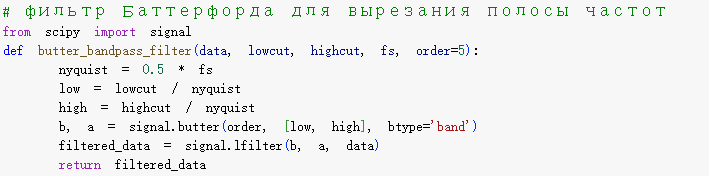 # фильтр Баттерфорда для вырезания полосы частот
from scipy import signal
def butter_bandpass_filter(data, lowcut, highcut, fs, order=5):
    nyquist = 0.5 * fs
    low = lowcut / nyquist
    high = highcut / nyquist
    b, a = signal.butter(order, [low, high], btype='band')
    filtered_data = signal.lfilter(b, a, data)
    return filtered_data